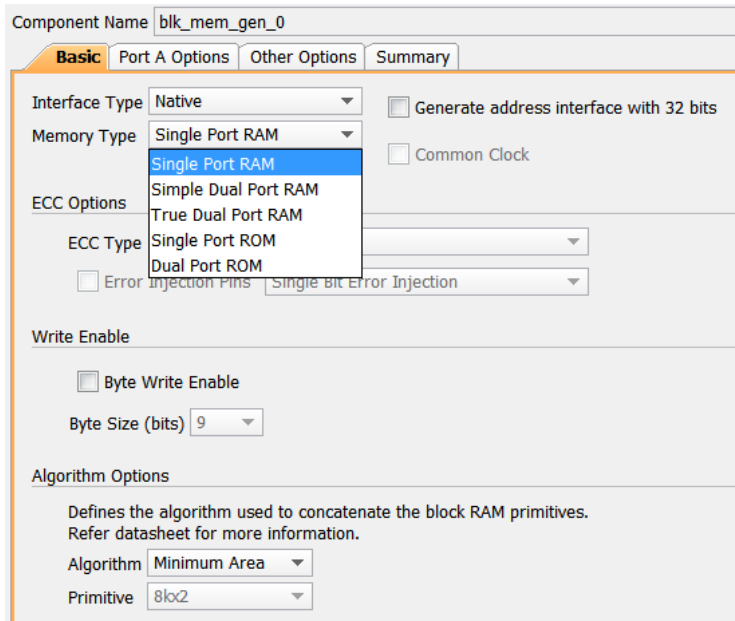 Component Name blk_mem_gen_0
Basic Port A Options Other Options Summary
Interface Type Native Generate address interface with 32 bits
Memory Type Single Port RAM Common Clock
Single Port RAM
Simple Dual Port RAM
True Dual Port RAM
Single Port ROM
Dual Port ROM
ECC Options
ECC Type
Error Injection Pins Single Bit Error Injection
Write Enable
Byte Write Enable
Byte Size (bits) 9
Algorithm Options
Defines the algorithm used to concatenate the block RAM primitives.
Refer datasheet for more information.
Algorithm Minimum Area
Primitive 8kx2